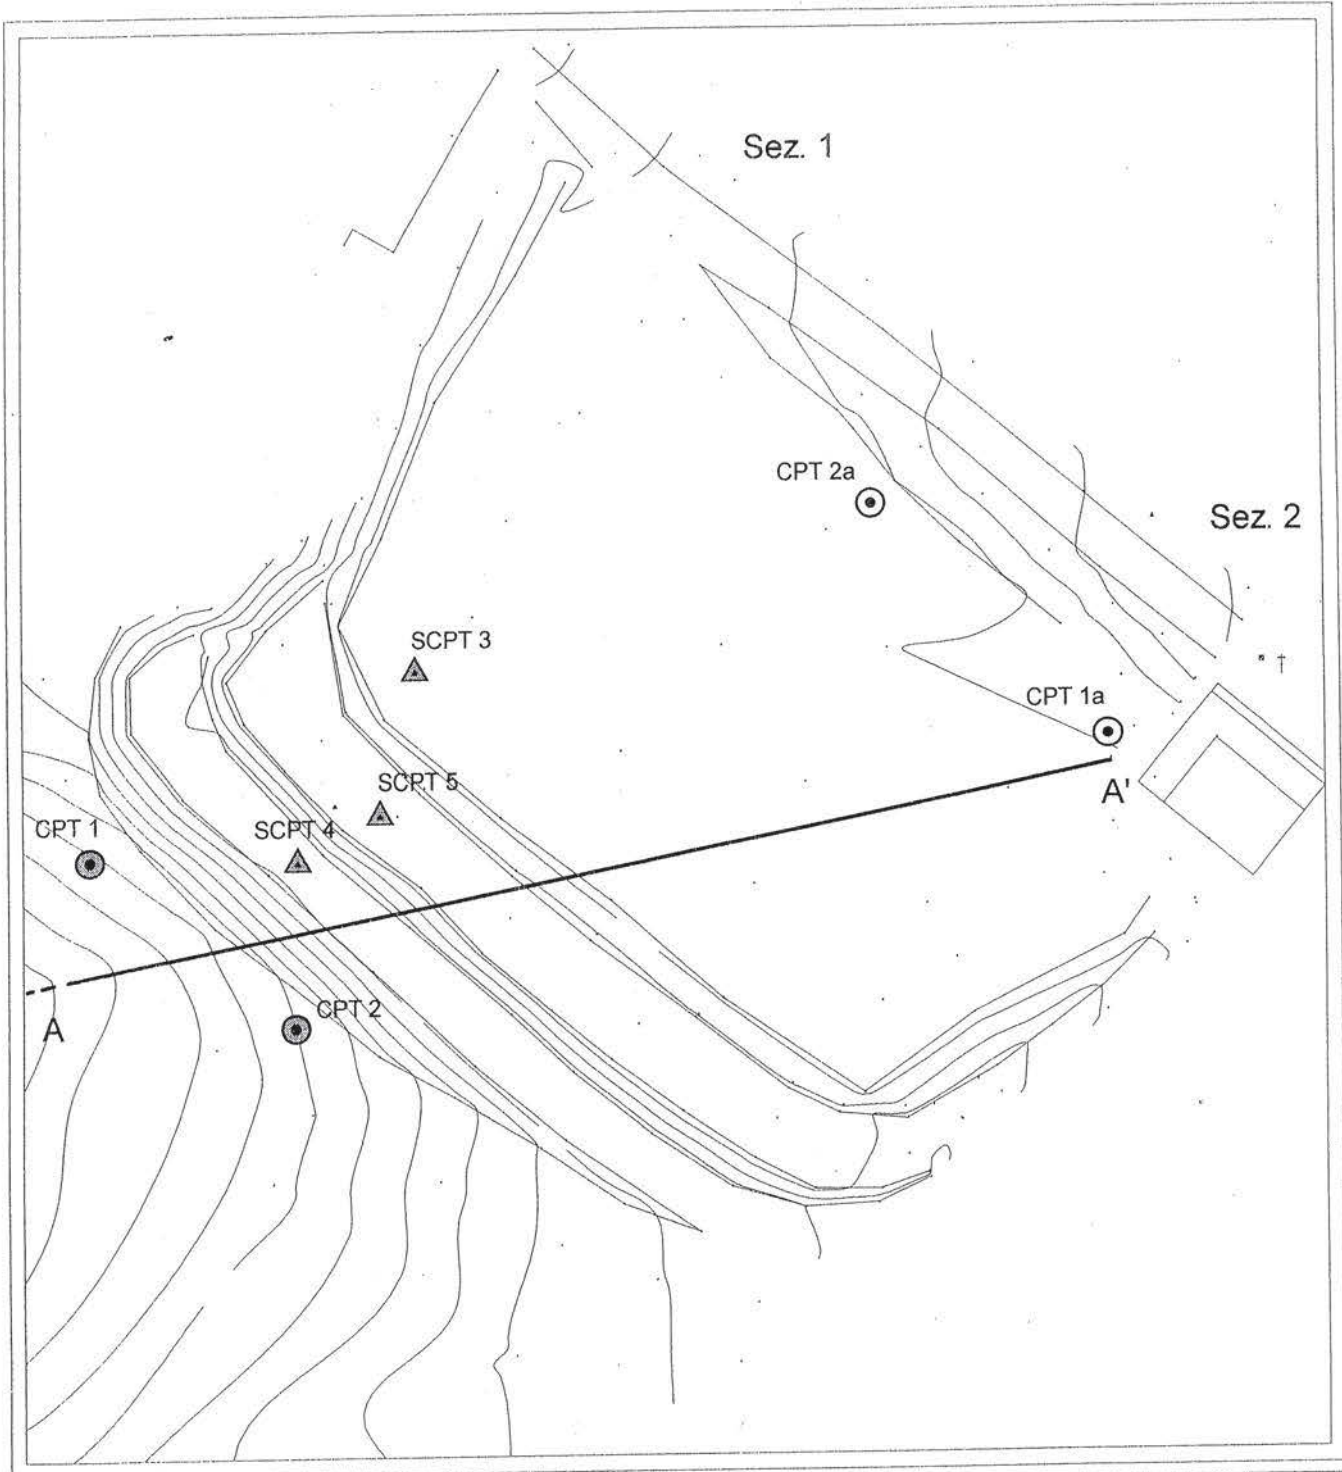 Sez. 1
CPT 2a
Sez. 2
SCPT 3
CPT 1a
SCPT 5
A'
CPT 1
SCPT 4
CPT 2
A